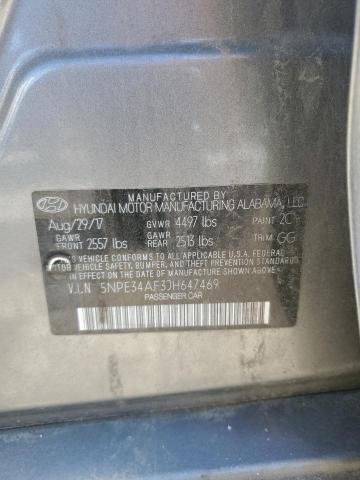 MANUFACTURED BY
HYUNDAI MOTOR MANUFACTURING ALABAMA, LLC
Aug/29/17 GVWR 4497 lbs PAINT 2C
GAWR FRONT 2557 lbs GAWR REAR 2513 lbs TRIM GG
THIS VEHICLE CONFORMS TO ALL APPLICABLE U.S.A. FEDERAL
MOTOR VEHICLE SAFETY, BUMPER, AND THEFT PREVENTION STANDARDS
IN EFFECT ON THE DATE OF MANUFACTURE SHOWN ABOVE.
V.I.N 5NPE34AF3JH647469
PASSENGER CAR